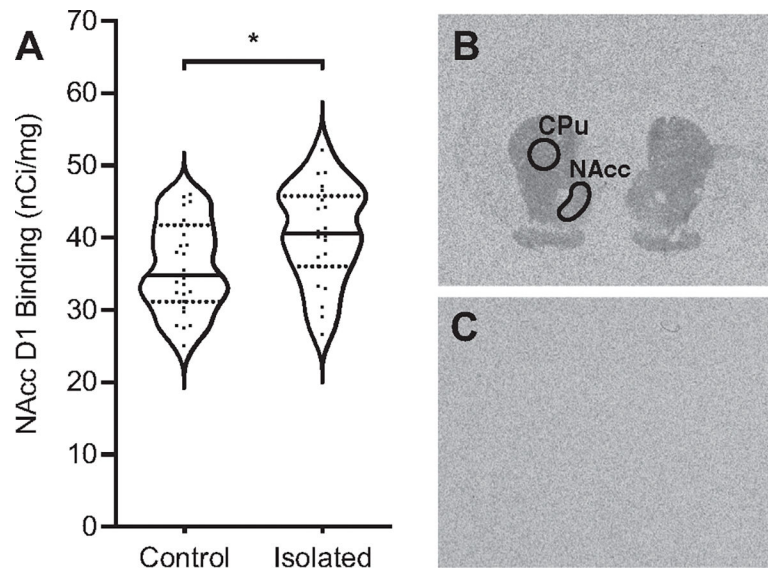 A
NAcc D1 Binding (nCi/mg)
70
60
50
40
30
20
10
0
*
Control Isolated
B
CPu
NAcc
C